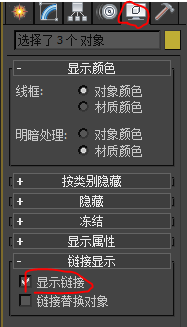 选择了 3 个 对象
- 显示颜色
线框: 对象颜色
材质颜色
明暗处理: 对象颜色
材质颜色
+ 按类别隐藏
+ 隐藏
+ 冻结
+ 显示属性
- 链接显示
显示链接
链接替换对象